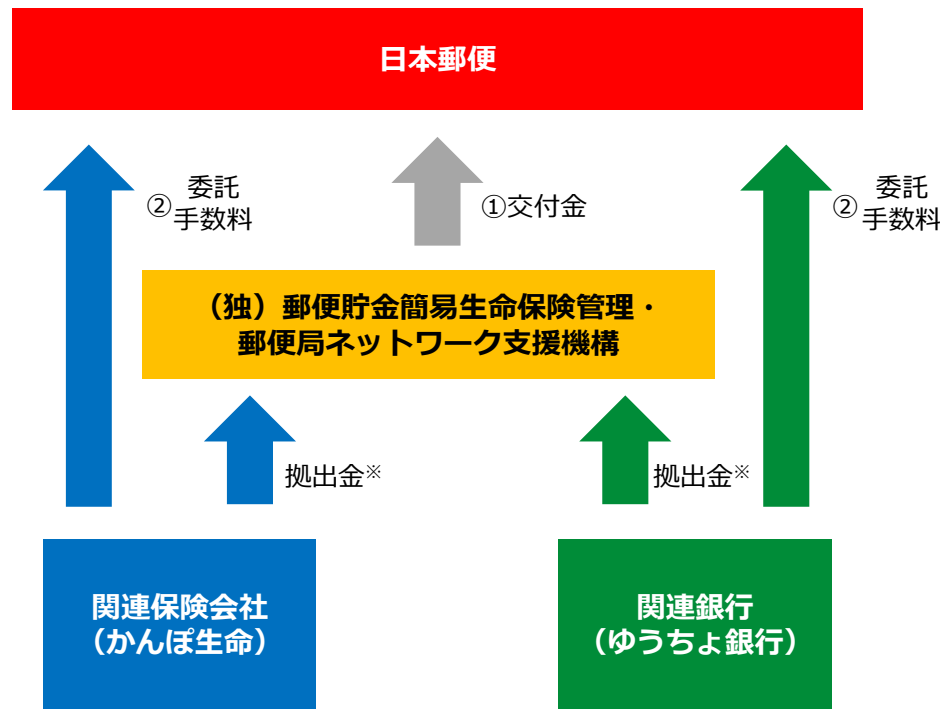 日本郵便
②委託
手数料
①交付金
②委託
手数料
（独）郵便貯金簡易生命保険管理・
郵便局ネットワーク支援機構
拠出金※
拠出金※
関連保険会社
（かんぽ生命）
関連銀行
（ゆうちょ銀行）